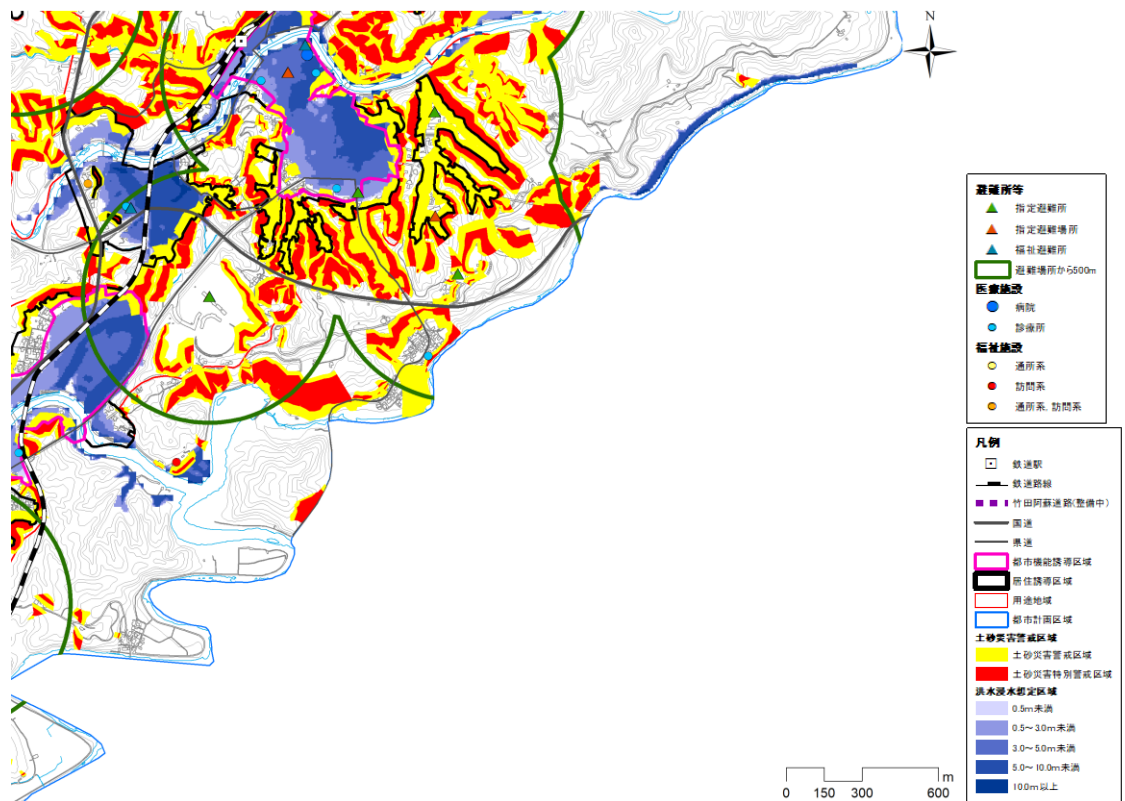 N
避難所等
指定避難所
指定避難場所
福祉避難所
避難場所から500m
医療施設
病院
診療所
福祉施設
通所系
訪問系
通所系,訪問系
凡例
鉄道駅
鉄道路線
竹田阿蘇道路(整備中)
国道
県道
都市機能誘導区域
居住誘導区域
用途地域
都市計画区域
土砂災害警戒区域
土砂災害警戒区域
土砂災害特別警戒区域
洪水浸水想定区域
0.5m未満
0.5～3.0m未満
3.0～5.0m未満
5.0～10.0m未満
10.0m以上
m
0 150 300 600